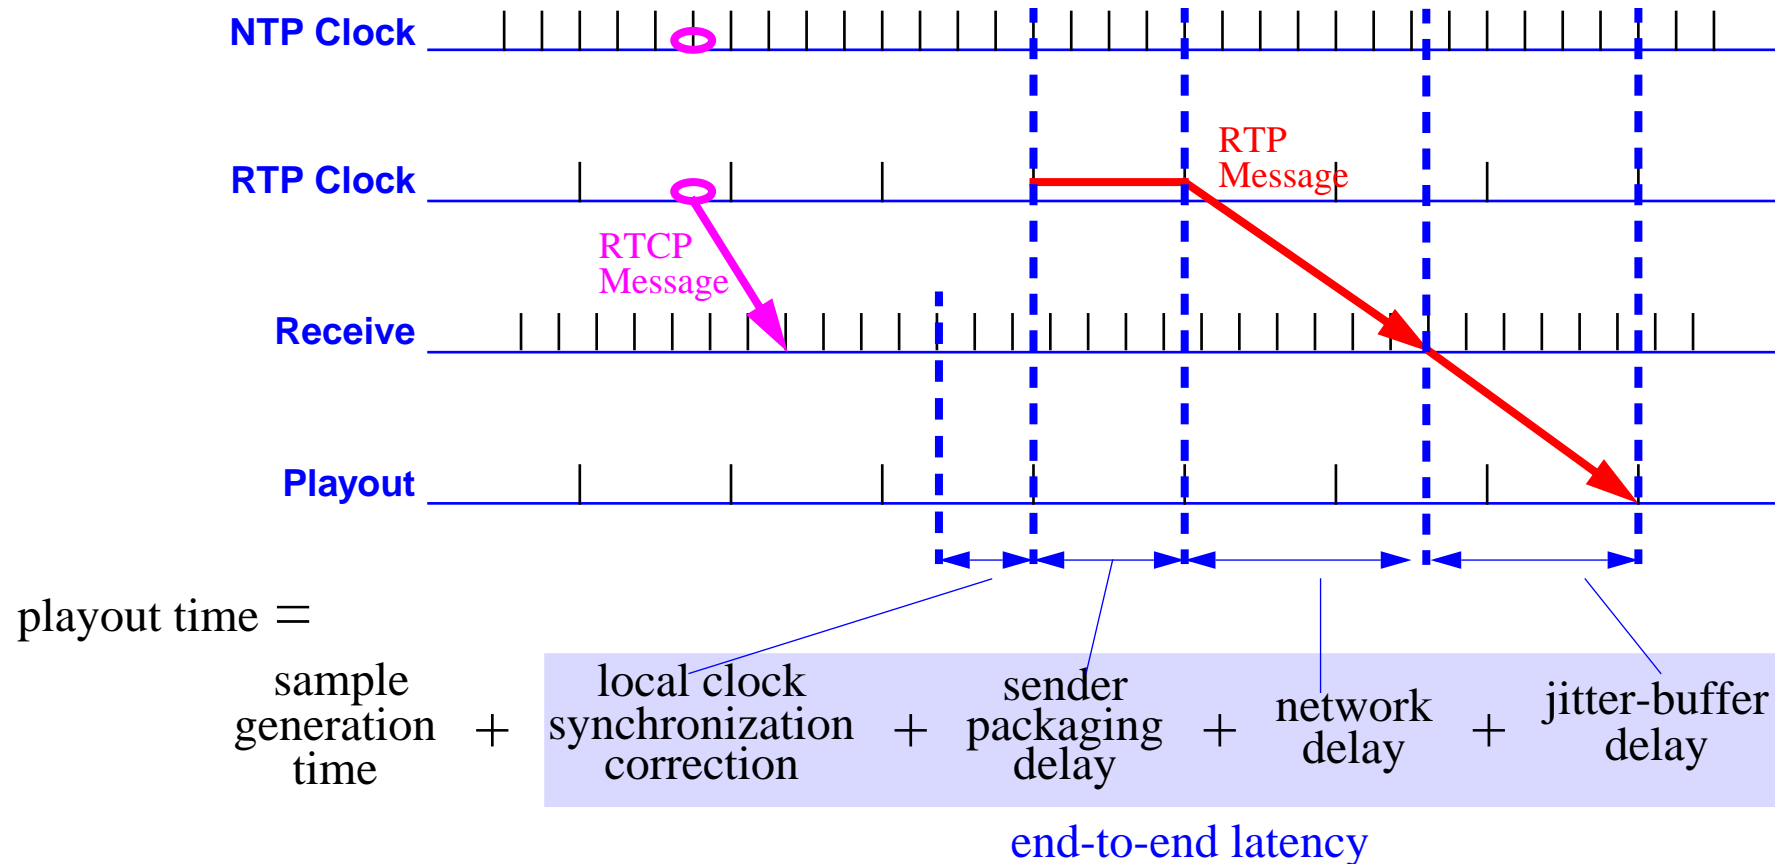 NTP Clock
RTP Clock
RTP
Message
RTCP
Message
Receive
Playout
playout time =
sample
generation
time
+
local clock
synchronization
correction
+
sender
packaging
delay
+
network
delay
+
jitter-buffer
delay
end-to-end latency